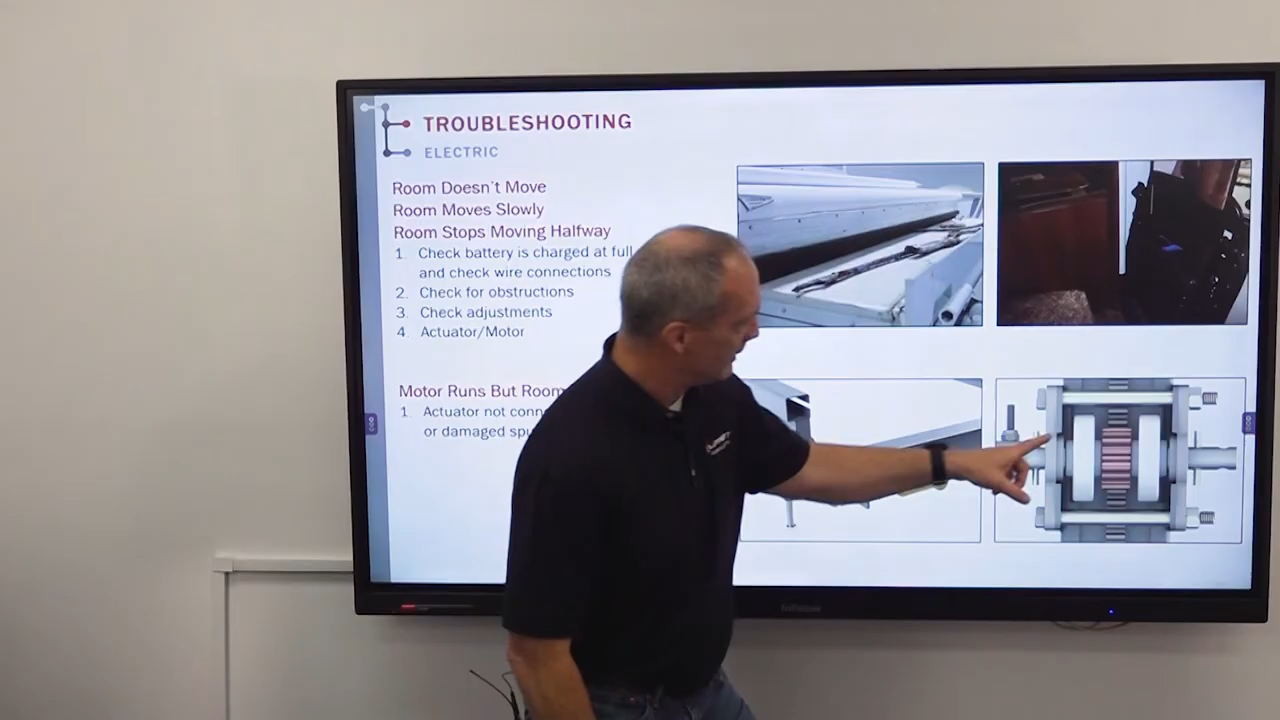 TROUBLESHOOTING
ELECTRIC
Room Doesn't Move
Room Moves Slowly
Room Stops Moving Halfway
1. Check battery is charged at full
and check wire connections
2. Check for obstructions
3. Check adjustments
4. Actuator/Motor
Motor Runs But Room
1. Actuator not conn
or damaged spu